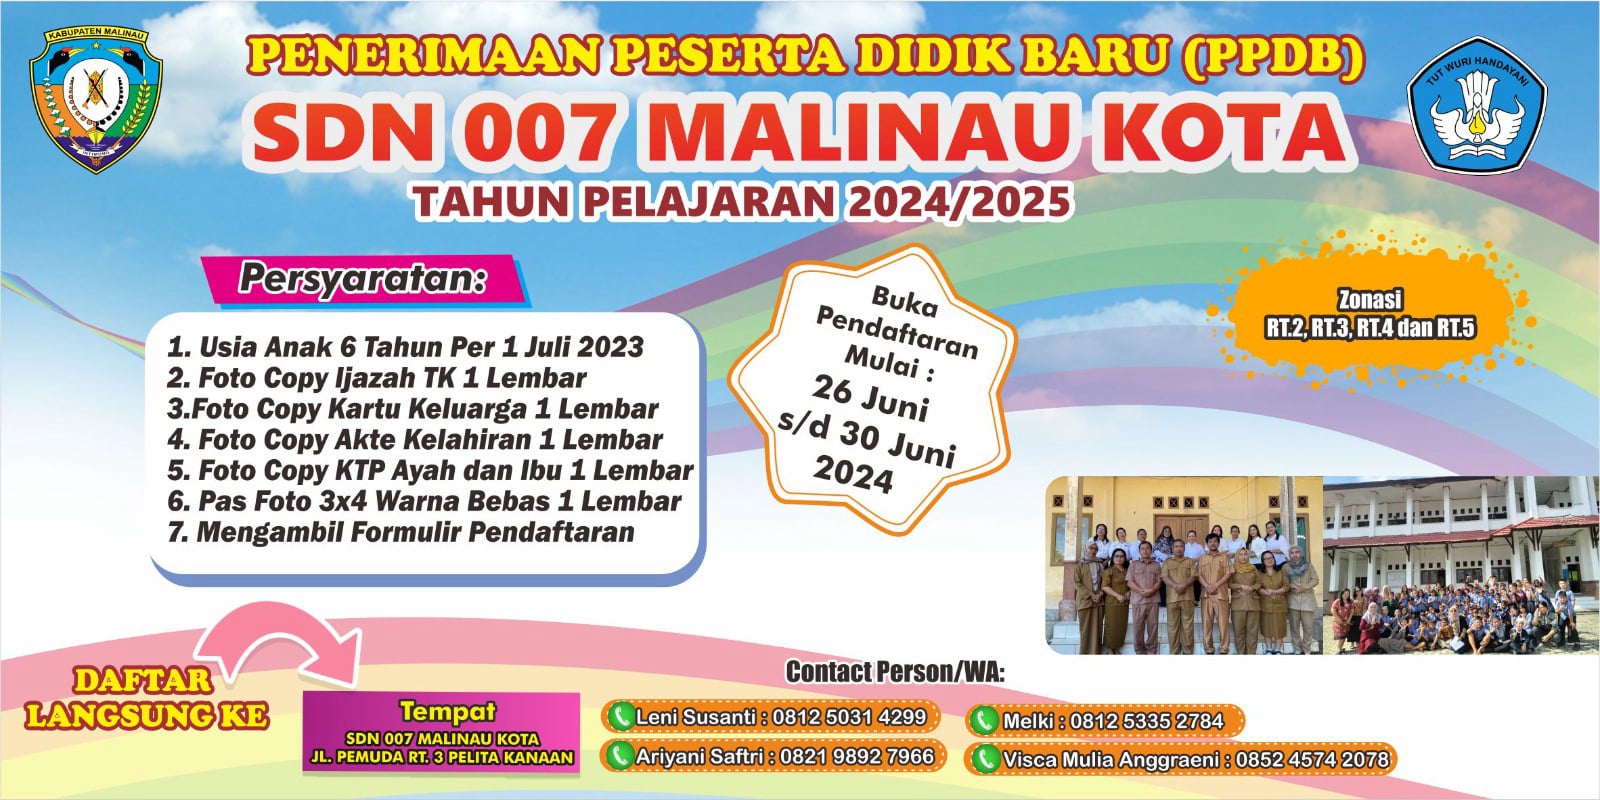 KABUPATEN MALINAU
PENERIMAAN PESERTA DIDIK BARU (PPDB)
TUT WURI HANDAYANI
SDN 007 MALINAU KOTA
TAHUN PELAJARAN 2024/2025
Persyaratan:
1. Usia Anak 6 Tahun Per 1 Juli 2023
2. Foto Copy Ijazah TK 1 Lembar
3.Foto Copy Kartu Keluarga 1 Lembar
4. Foto Copy Akte Kelahiran 1 Lembar
5. Foto Copy KTP Ayah dan Ibu 1 Lembar
6. Pas Foto 3x4 Warna Bebas 1 Lembar
7. Mengambil Formulir Pendaftaran
Buka
Pendaftaran
Mulai :
26 Juni
s/d 30 Juni
2024
Zonasi
RT.2, RT.3, RT.4 dan RT.5
DAFTAR
LANGSUNG KE
Tempat
SDN 007 MALINAU KOTA
JL. PEMUDA RT. 3 PELITA KANAAN
Contact Person/WA:
Leni Susanti : 0812 5031 4299
Ariyani Saftri : 0821 9892 7966
Melki : 0812 5335 2784
Visca Mulia Anggraeni : 0852 4574 2078